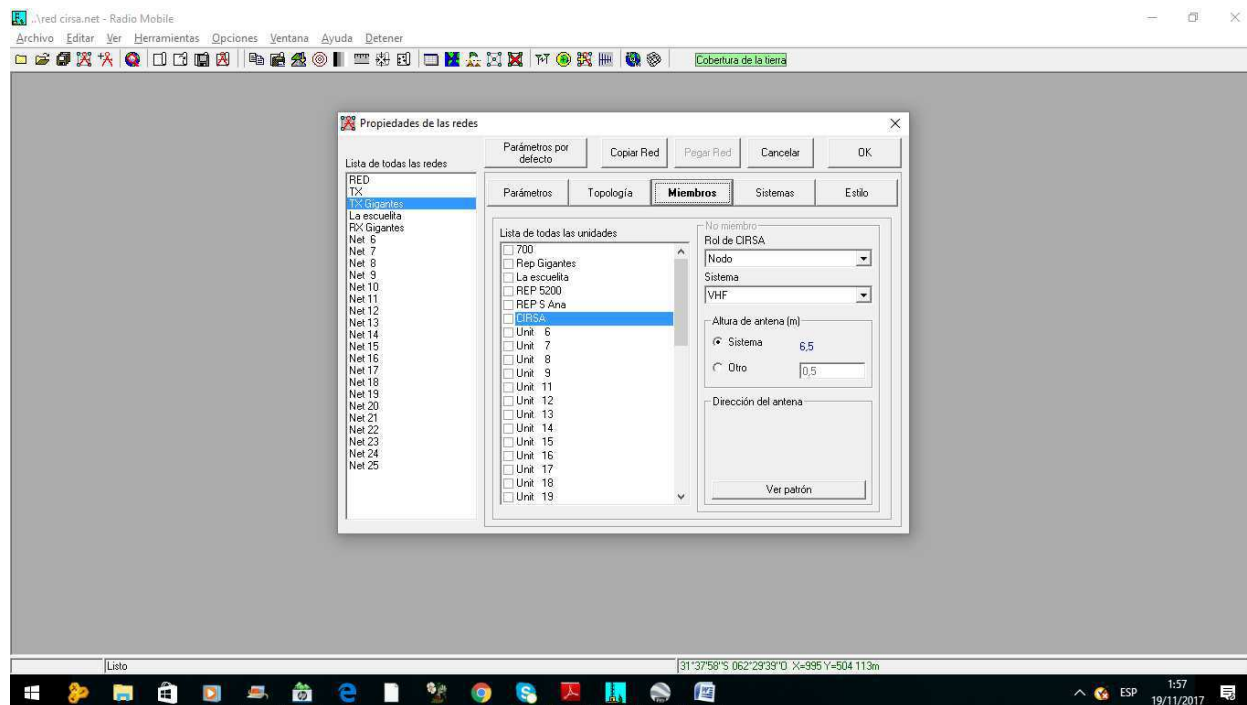 ..\red cirsa.net - Radio Mobile
Archivo Editar Ver Herramientas Opciones Ventana Ayuda Detener
Cobertura de la tierra
Propiedades de las redes
Lista de todas las redes
Parámetros por defecto
Copiar Red
Pegar Red
Cancelar
OK
RED
TX
TX Gigantes
La escuelita
RX Gigantes
Net 6
Net 7
Net 8
Net 9
Net 10
Net 11
Net 12
Net 13
Net 14
Net 15
Net 16
Net 17
Net 18
Net 19
Net 20
Net 21
Net 22
Net 23
Net 24
Net 25
Parámetros
Topología
Miembros
Sistemas
Estilo
Lista de todas las unidades
700
Rep Gigantes
La escuelita
REP 5200
REP S Ana
CIRSA
Unit 6
Unit 7
Unit 8
Unit 9
Unit 11
Unit 12
Unit 13
Unit 14
Unit 15
Unit 16
Unit 17
Unit 18
Unit 19
No miembro
Rol de CIRSA
Nodo
Sistema
VHF
Altura de antena (m)
Sistema 6,5
Otro 0,5
Dirección del antena
Ver patrón
Listo
31°37'58''S 062°29'39''O X=995 Y=504 113m
ESP
1:57
19/11/2017